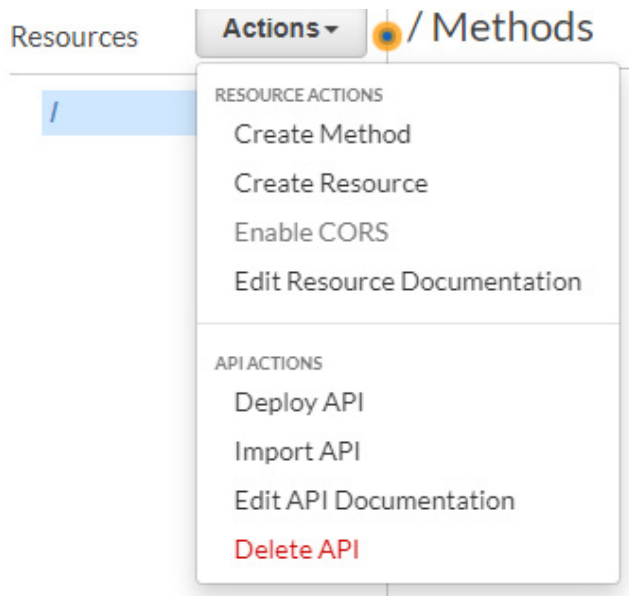 Resources
Actions
/ Methods
/
RESOURCE ACTIONS
Create Method
Create Resource
Enable CORS
Edit Resource Documentation
API ACTIONS
Deploy API
Import API
Edit API Documentation
Delete API